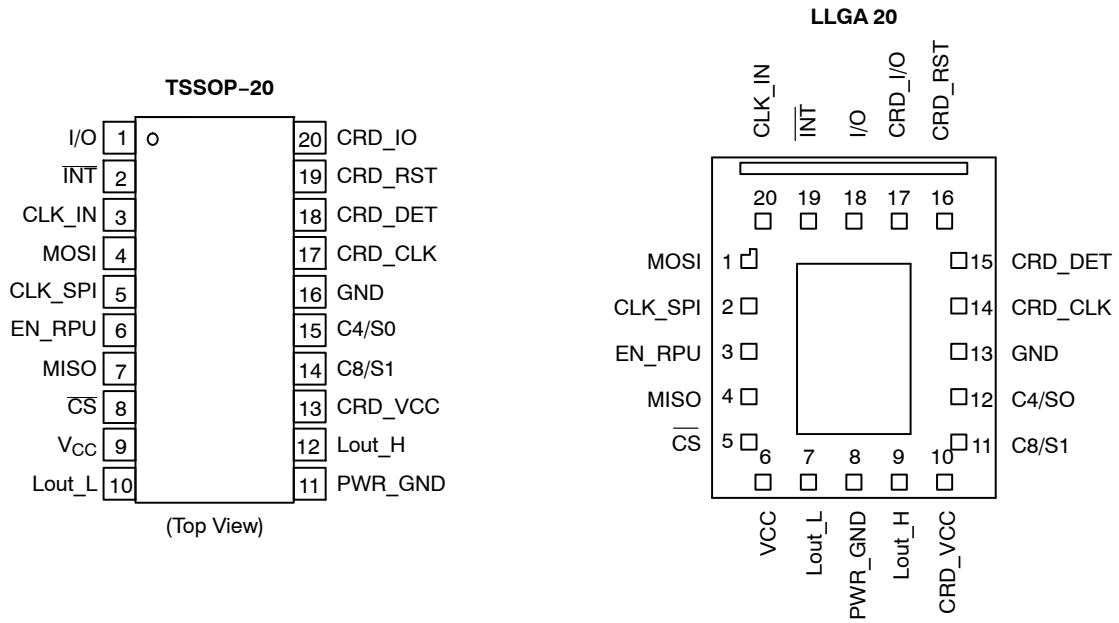 TSSOP−20
I/O 1 20 CRD_IO
INT 2 19 CRD_RST
CLK_IN 3 18 CRD_DET
MOSI 4 17 CRD_CLK
CLK_SPI 5 16 GND
EN_RPU 6 15 C4/S0
MISO 7 14 C8/S1
CS 8 13 CRD_VCC
VCC 9 12 Lout_H
Lout_L 10 11 PWR_GND
(Top View)
LLGA 20
CLK_IN INT I/O CRD_I/O CRD_RST
20 19 18 17 16
MOSI 1 15 CRD_DET
CLK_SPI 2 14 CRD_CLK
EN_RPU 3 13 GND
MISO 4 12 C4/SO
CS 5 11 C8/S1
6 7 8 9 10
VCC Lout_L PWR_GND Lout_H CRD_VCC